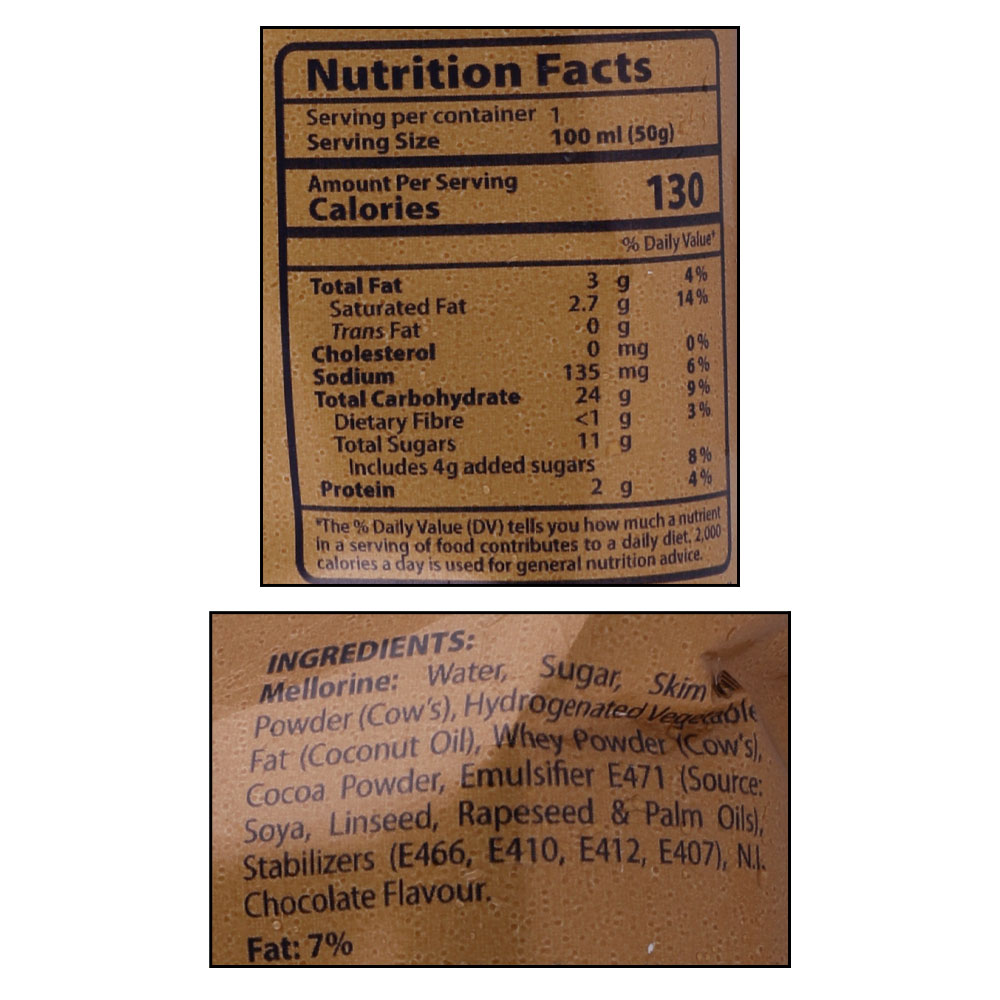 Nutrition Facts
Serving per container 1
Serving Size 100 ml (50g)
Amount Per Serving
Calories 130
% Daily Value*
Total Fat 3 g 4%
Saturated Fat 2.7 g 14%
Trans Fat 0 g
Cholesterol 0 mg 0%
Sodium 135 mg 6%
Total Carbohydrate 24 g 9%
Dietary Fibre <1 g 3%
Total Sugars 11 g
Includes 4g added sugars 8%
Protein 2 g 4%
*The % Daily Value (DV) tells you how much a nutrient
in a serving of food contributes to a daily diet, 2,000
calories a day is used for general nutrition advice.
INGREDIENTS:
Mellorine: Water, Sugar, Skim
Powder (Cow's), Hydrogenated Vegetable
Fat (Coconut Oil), Whey Powder (Cow's),
Cocoa Powder, Emulsifier E471 (Source:
Soya, Linseed, Rapeseed & Palm Oils),
Stabilizers (E466, E410, E412, E407), N.I.
Chocolate Flavour.
Fat: 7%